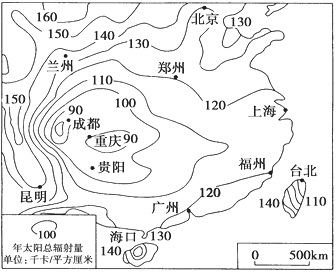 160
150
140
130
北京
130
兰州
110
郑州
100
120
150
90
成都
上海
重庆
90
贵阳
昆明
福州
台北
120
广州
140
110
海口
130
140
100
年太阳总辐射量
单位:千卡/平方厘米
0
500km